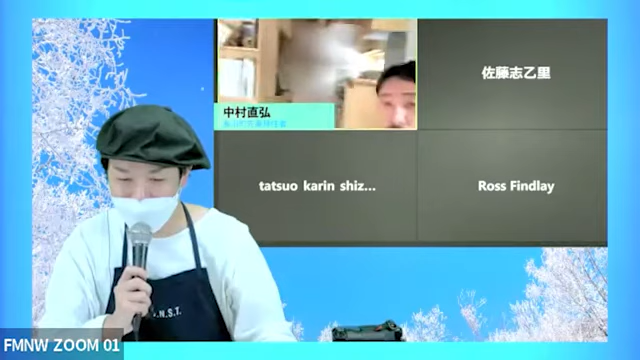 中村直弘
佐藤志乙里
tatsuo karin shiz...
Ross Findlay
.N.S.T.
FMNW ZOOM 01